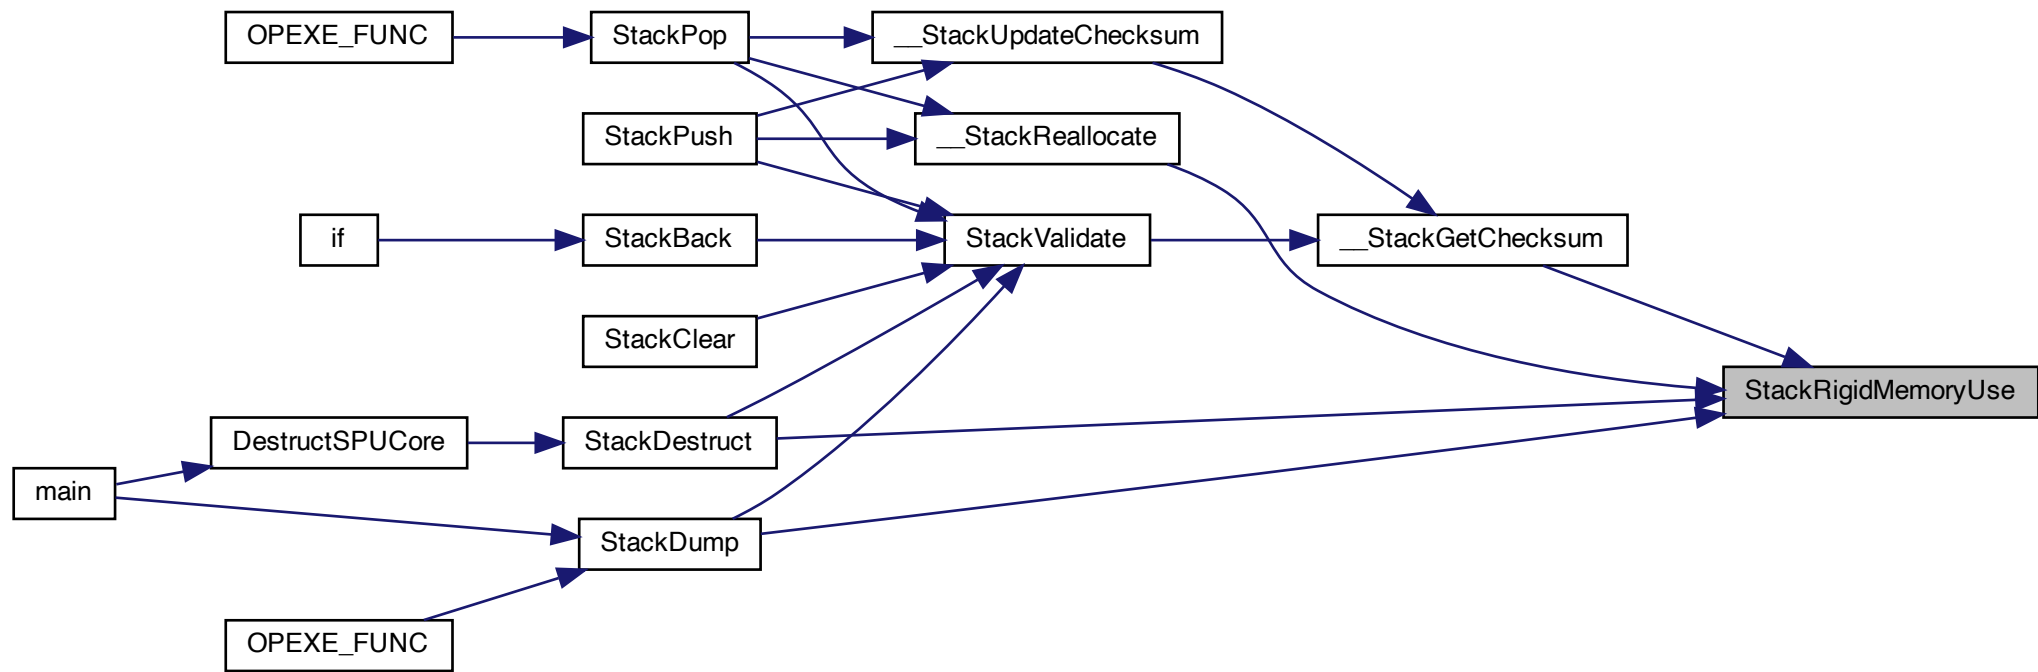 OPEXE_FUNC
StackPop
__StackUpdateChecksum
StackPush
__StackReallocate
if
StackBack
StackValidate
__StackGetChecksum
StackClear
StackRigidMemoryUse
DestructSPUCore
StackDestruct
main
StackDump
OPEXE_FUNC